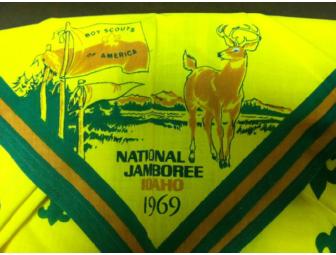 BOY SCOUTS
OF AMERICA
NATIONAL
JAMBOREE
IDAHO
1969